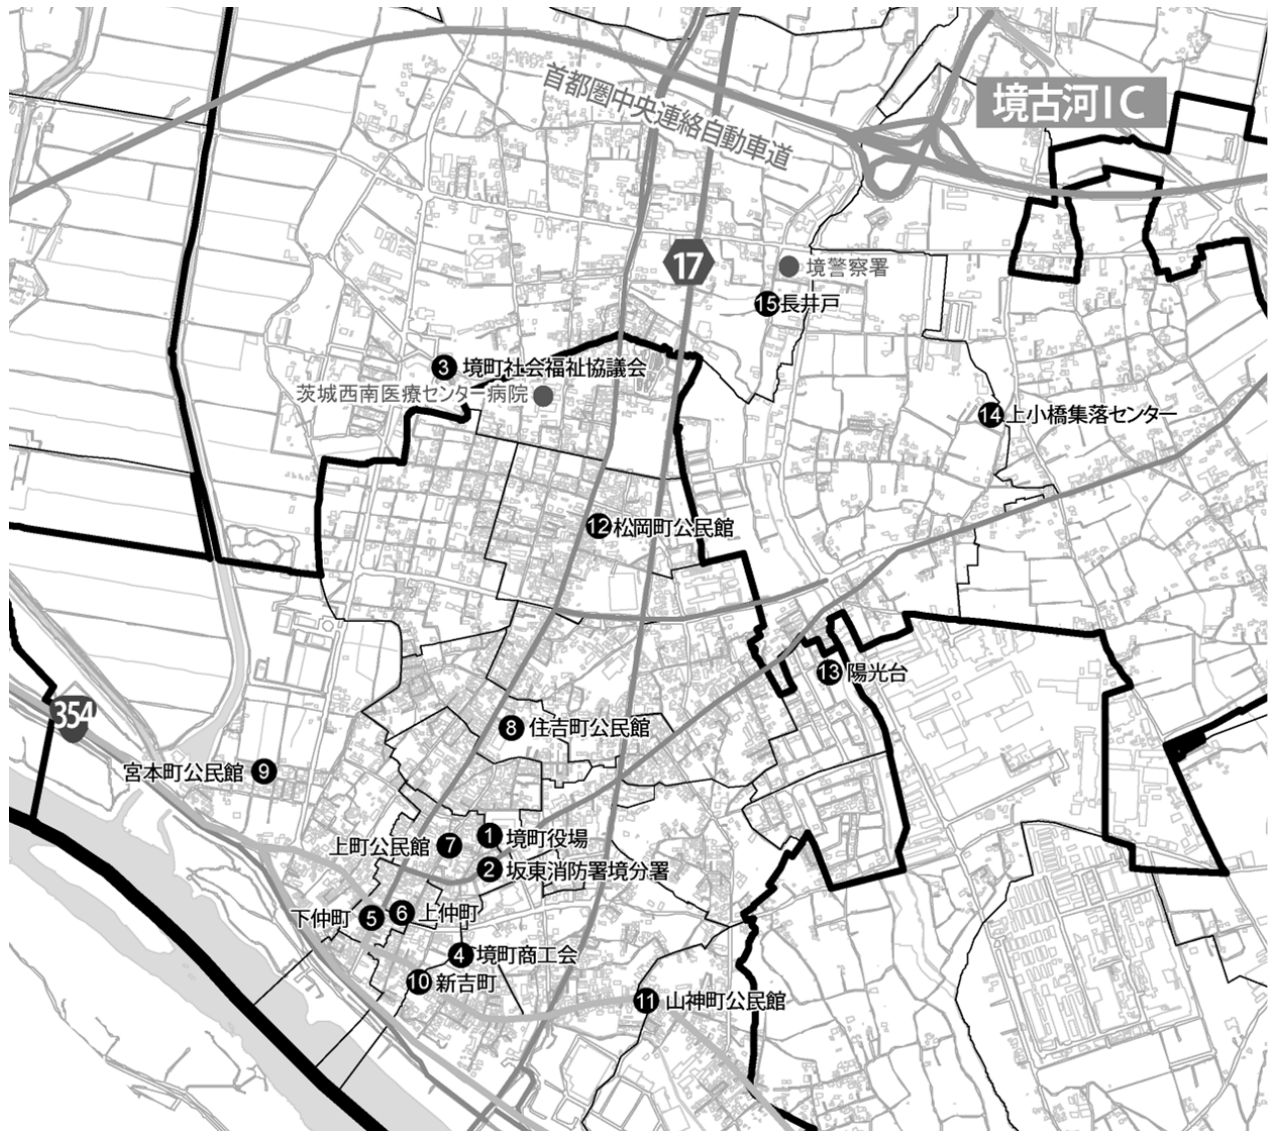 境古河IC
首都圏中央連絡自動車道
17
境警察署
15長井戸
3 境町社会福祉協議会
茨城西南医療センター病院
14上小橋集落センター
12松岡町公民館
13陽光台
354
8 住吉町公民館
宮本町公民館 9
1 境町役場
上町公民館 7
2 坂東消防署境分署
下仲町 5
6 上仲町
4 境町商工会
10 新吉町
11 山神町公民館